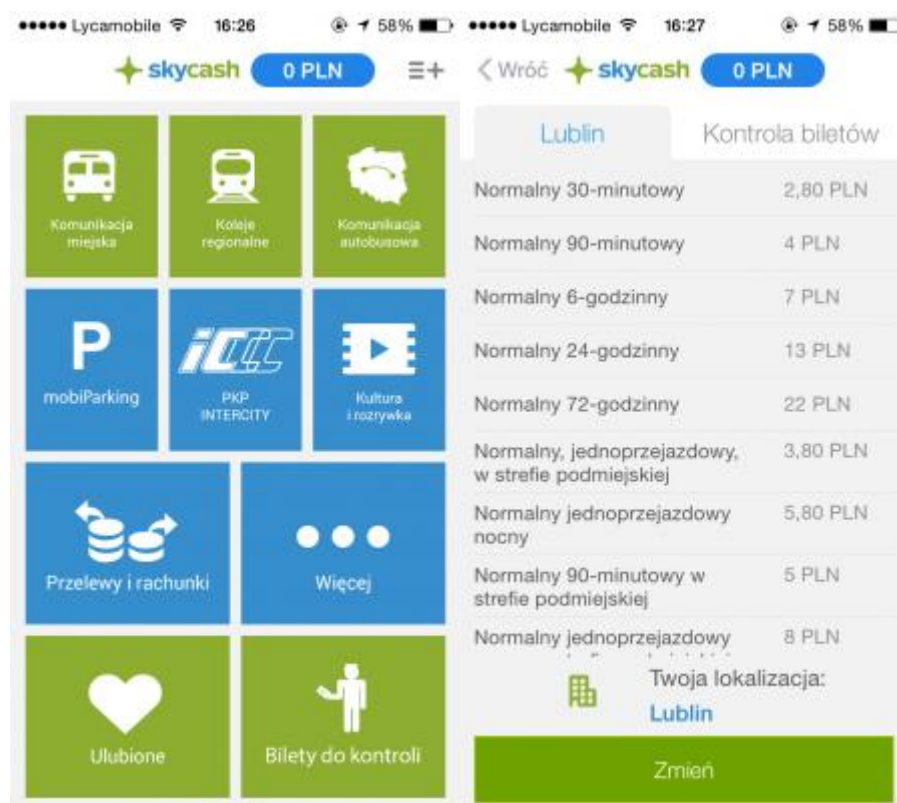 Lycamobile 16:26 58%
skycash 0 PLN
Komunikacja
miejska
Koleje
regionalne
Komunikacja
autobusowa
P
mobiParking
PKP
INTERCITY
Kultura
i rozrywka
Przelewy i rachunki
Więcej
Ulubione
Bilety do kontroli
Lycamobile 16:27 58%
Wróć skycash 0 PLN
Lublin Kontrola biletów
Normalny 30-minutowy 2,80 PLN
Normalny 90-minutowy 4 PLN
Normalny 6-godzinny 7 PLN
Normalny 24-godzinny 13 PLN
Normalny 72-godzinny 22 PLN
Normalny, jednoprzejazdowy, 3,80 PLN
w strefie podmiejskiej
Normalny jednoprzejazdowy 5,80 PLN
nocny
Normalny 90-minutowy w 5 PLN
strefie podmiejskiej
Normalny jednoprzejazdowy 8 PLN
Twoja lokalizacja:
Lublin
Zmień